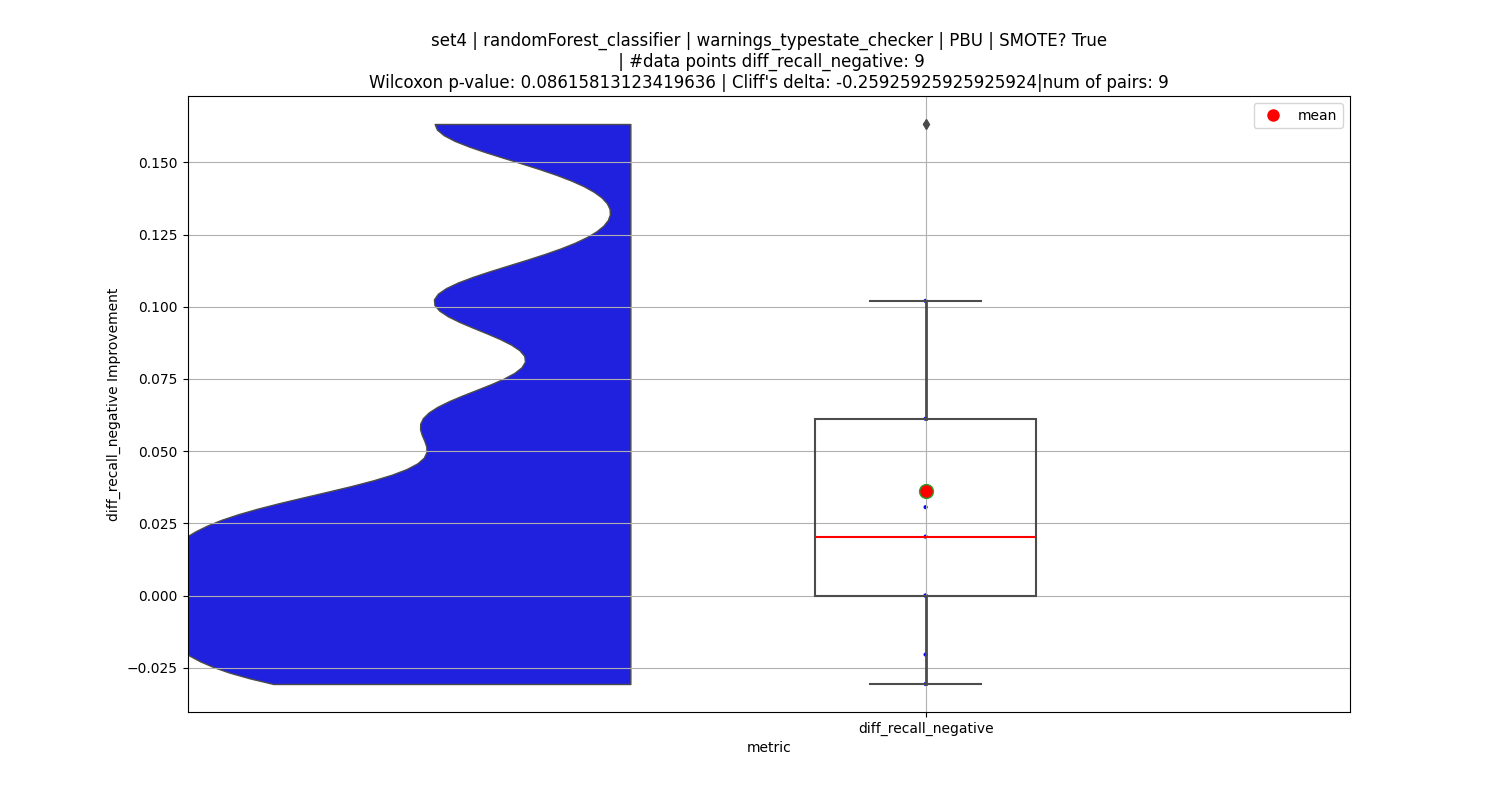 set4 | randomForest_classifier | warnings_typestate_checker | PBU | SMOTE? True
| #data points diff_recall_negative: 9
Wilcoxon p-value: 0.08615813123419636 | Cliff's delta: -0.25925925925925924|num of pairs: 9
mean
0.150
0.125
0.100
0.075
0.050
0.025
0.000
−0.025
diff_recall_negative Improvement
diff_recall_negative
metric